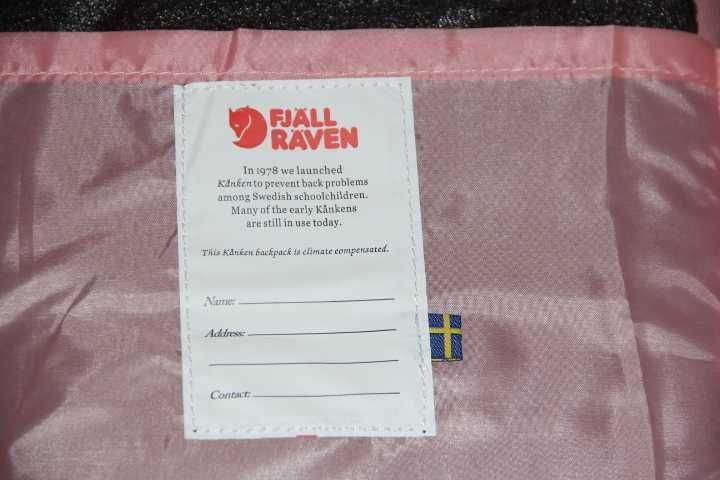 FJÄLL
RÄVEN
In 1978 we launched
Kånken to prevent back problems
among Swedish schoolchildren.
Many of the early Kånkens
are still in use today.
This Kånken backpack is climate compensated.
Name:
Address:
Contact: